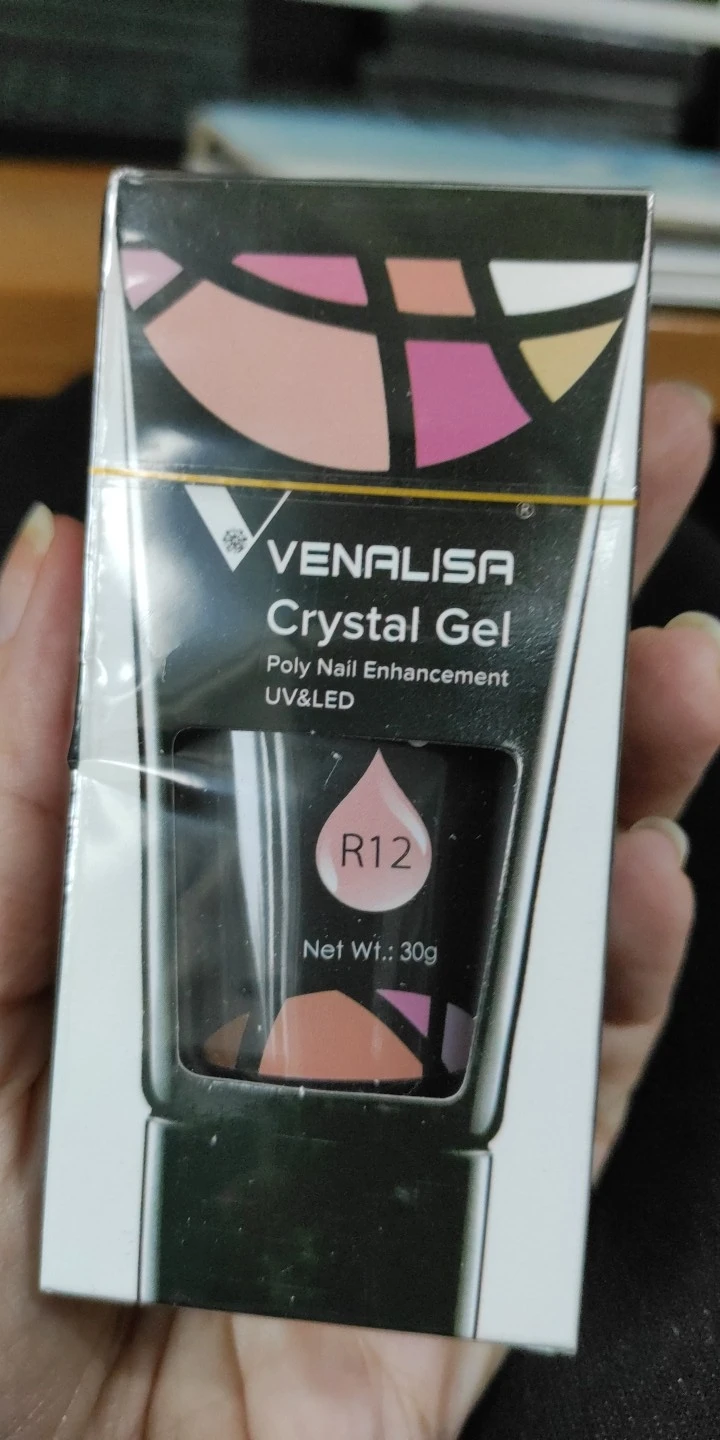 ®
VENALISA
Crystal Gel
Poly Nail Enhancement
UV&LED
R12
Net Wt.: 30g